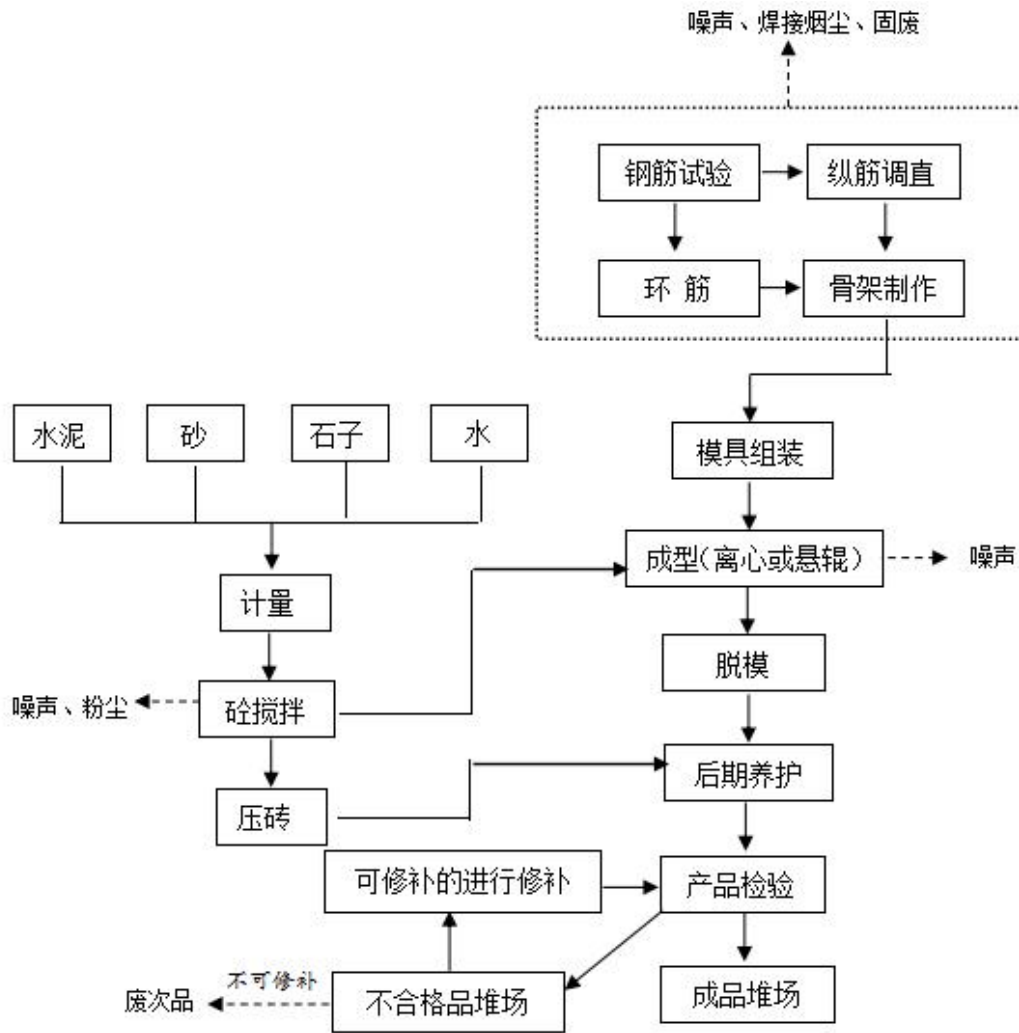 噪声、焊接烟尘、固废
钢筋试验
纵筋调直
环 筋
骨架制作
水泥
砂
石子
水
模具组装
成型（离心或悬辊）
噪声
计量
脱模
噪声、粉尘
砼搅拌
后期养护
压砖
可修补的进行修补
产品检验
不可修补
废次品
不合格品堆场
成品堆场